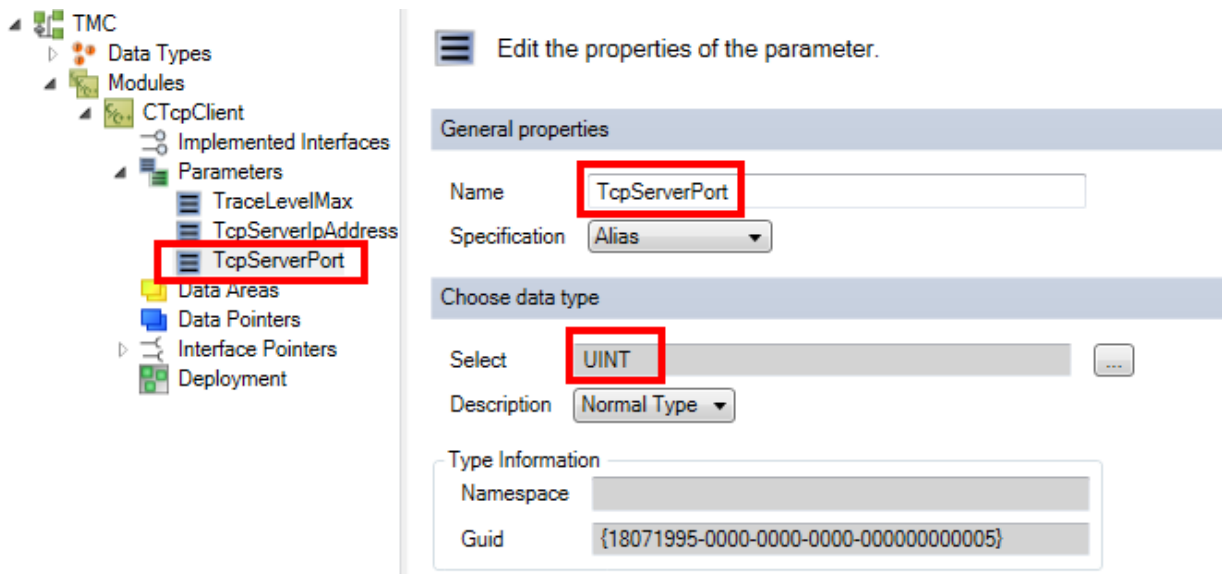 TMC
Data Types
Modules
CTcpClient
Implemented Interfaces
Parameters
TraceLevelMax
TcpServerIpAddress
TcpServerPort
Data Areas
Data Pointers
Interface Pointers
Deployment
Edit the properties of the parameter.
General properties
Name TcpServerPort
Specification Alias
Choose data type
Select UINT ...
Description Normal Type
Type Information
Namespace
Guid {18071995-0000-0000-0000-000000000005}